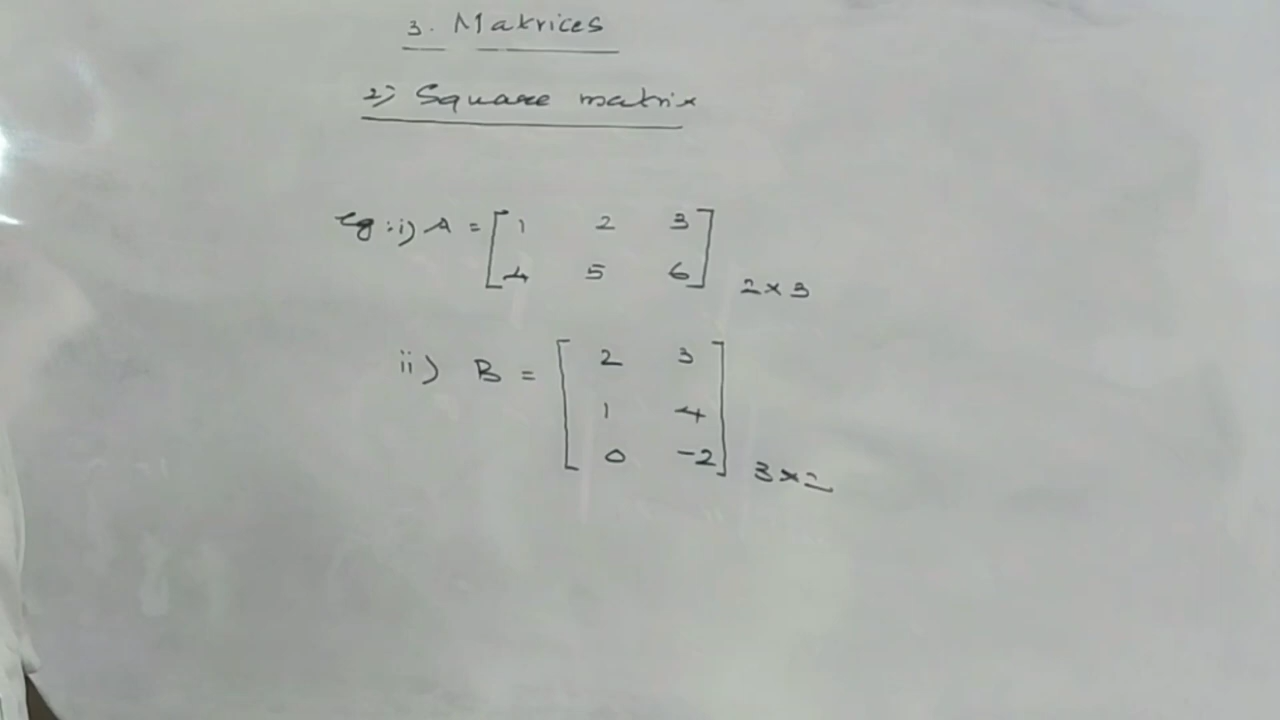 3. Matrices
2) Square matrix
eg: i) A = [ 1 2 3
4 5 6 ] 2 × 3
ii) B = [ 2 3
1 4
0 -2 ] 3 × 2